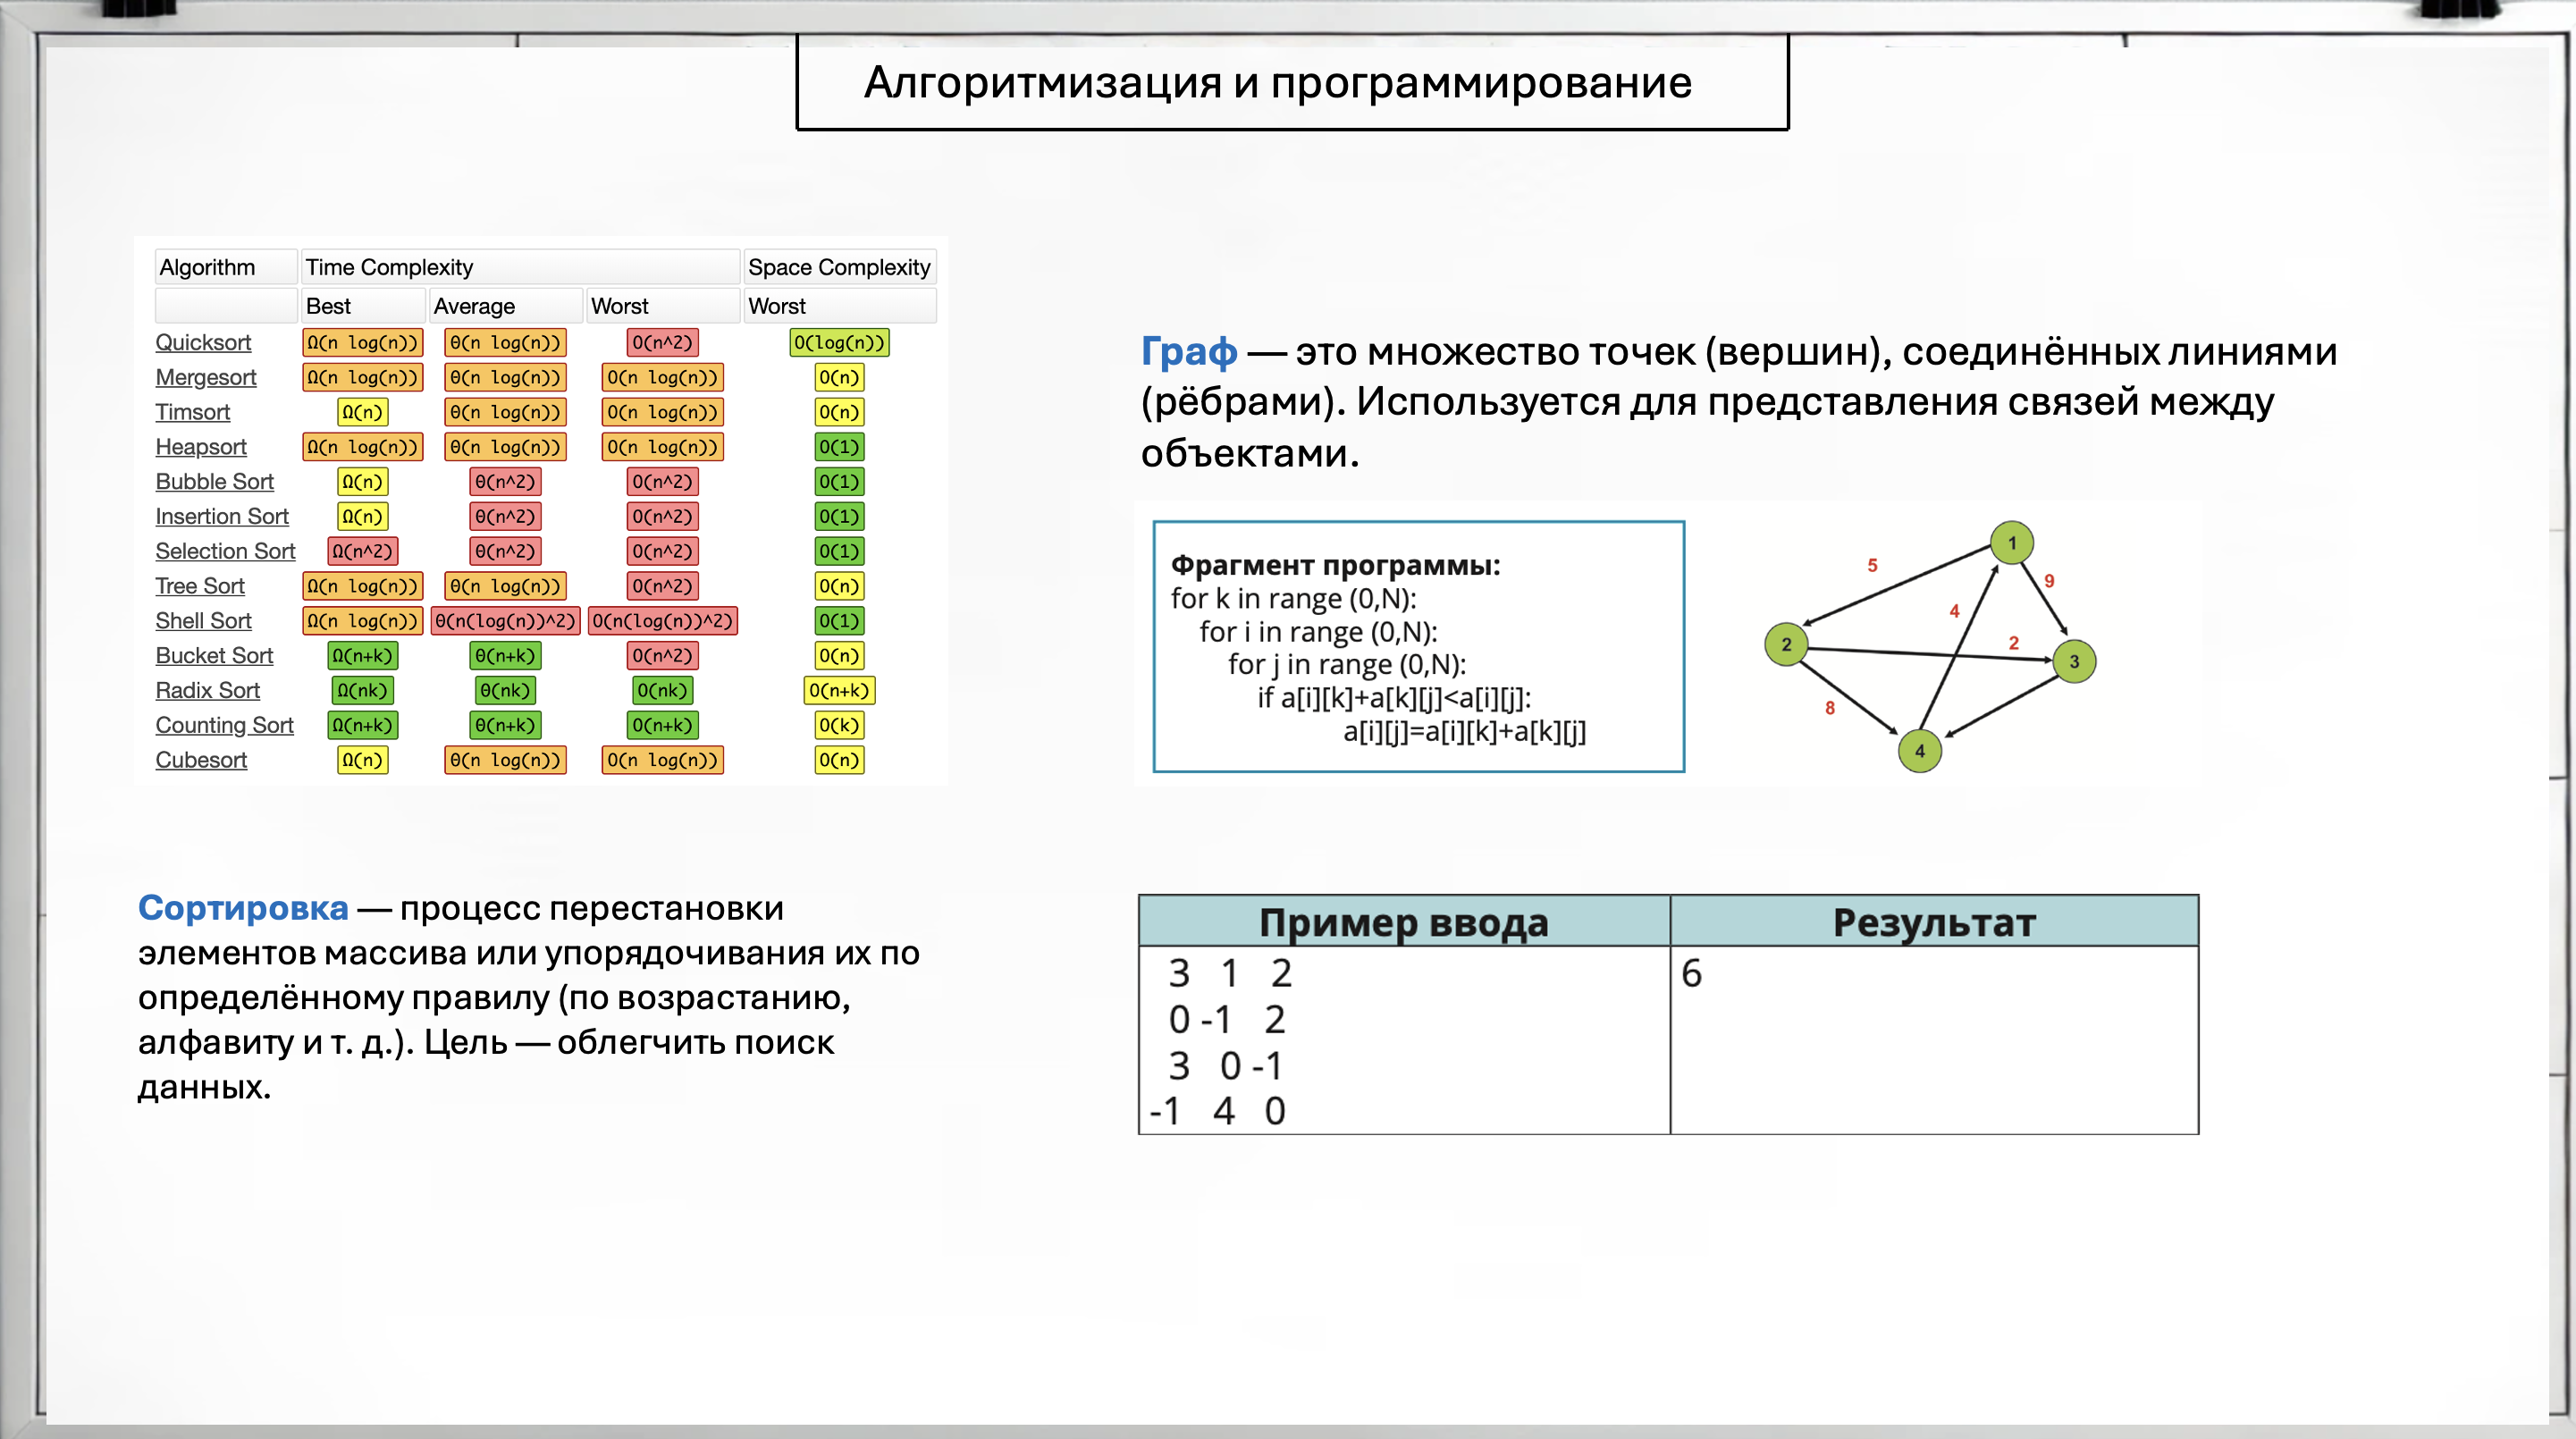 Алгоритмизация и программирование
Algorithm Time Complexity Space Complexity
Best Average Worst Worst
Quicksort Ω(n log(n)) θ(n log(n)) O(n^2) O(log(n))
Mergesort Ω(n log(n)) θ(n log(n)) O(n log(n)) O(n)
Timsort Ω(n) θ(n log(n)) O(n log(n)) O(n)
Heapsort Ω(n log(n)) θ(n log(n)) O(n log(n)) O(1)
Bubble Sort Ω(n) θ(n^2) O(n^2) O(1)
Insertion Sort Ω(n) θ(n^2) O(n^2) O(1)
Selection Sort Ω(n^2) θ(n^2) O(n^2) O(1)
Tree Sort Ω(n log(n)) θ(n log(n)) O(n^2) O(n)
Shell Sort Ω(n log(n)) θ(n(log(n))^2) O(n(log(n))^2) O(1)
Bucket Sort Ω(n+k) θ(n+k) O(n^2) O(n)
Radix Sort Ω(nk) θ(nk) O(nk) O(n+k)
Counting Sort Ω(n+k) θ(n+k) O(n+k) O(k)
Cubesort Ω(n) θ(n log(n)) O(n log(n)) O(n)
Сортировка — процесс перестановки
элементов массива или упорядочивания их по
определённому правилу (по возрастанию,
алфавиту и т. д.). Цель — облегчить поиск
данных.
Граф — это множество точек (вершин), соединённых линиями
(рёбрами). Используется для представления связей между
объектами.
Фрагмент программы:
for k in range (0,N):
for i in range (0,N):
for j in range (0,N):
if a[i][k]+a[k][j]<a[i][j]:
a[i][j]=a[i][k]+a[k][j]
1
5
9
4
2
2
3
8
4
Пример ввода Результат
3 1 2 6
0 -1 2
3 0 -1
-1 4 0